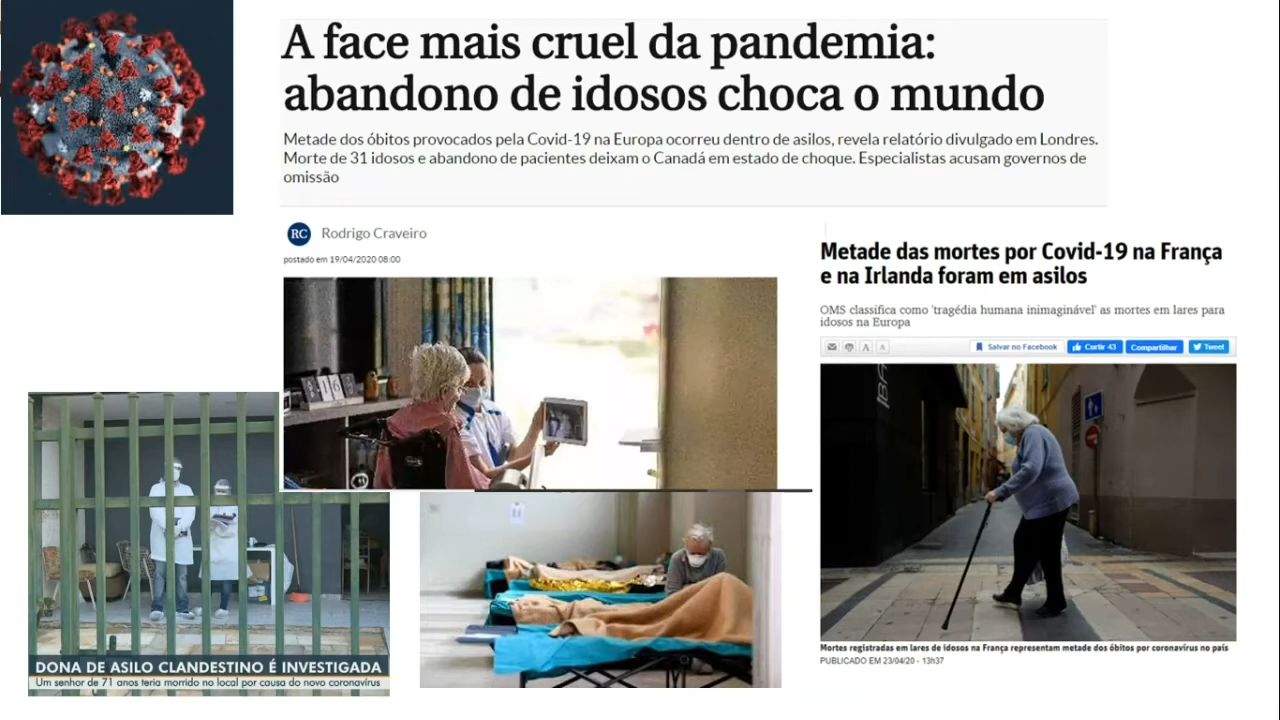 A face mais cruel da pandemia:
abandono de idosos choca o mundo
Metade dos óbitos provocados pela Covid-19 na Europa ocorreu dentro de asilos, revela relatório divulgado em Londres.
Morte de 31 idosos e abandono de pacientes deixam o Canadá em estado de choque. Especialistas acusam governos de
omissão
RC Rodrigo Craveiro
postado em 19/04/2020 08:00
Metade das mortes por Covid-19 na França
e na Irlanda foram em asilos
OMS classifica como 'tragédia humana inimaginável' as mortes em lares para
idosos na Europa
A A Salvar no Facebook Curtir 43 Compartilhar Tweet
IBA
Mortes registradas em lares de idosos na França representam metade dos óbitos por coronavírus no país
PUBLICADO EM 23/04/20 - 13h37
DONA DE ASILO CLANDESTINO É INVESTIGADA
Um senhor de 71 anos teria morrido no local por causa do novo coronavírus